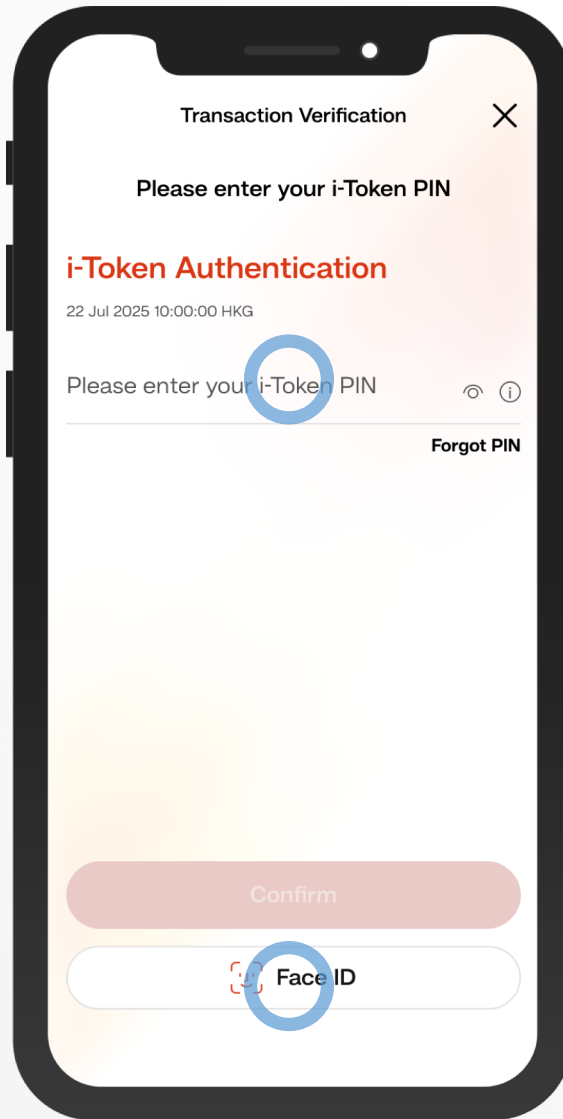 Transaction Verification
Please enter your i-Token PIN
i-Token Authentication
22 Jul 2025 10:00:00 HKG
Please enter your i-Token PIN
Forgot PIN
Confirm
Face ID